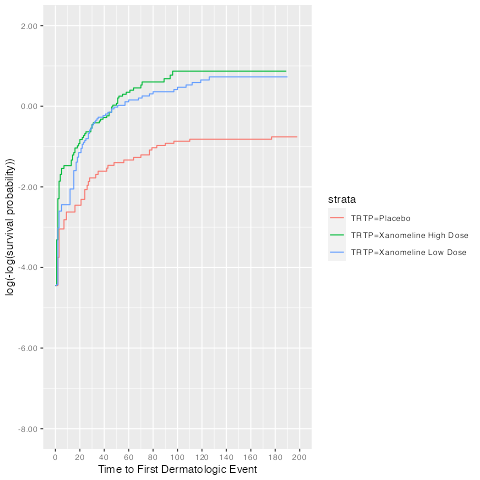 2.00
0.00
-2.00
-4.00
-6.00
-8.00
log(-log(survival probability))
0 20 40 60 80 100 120 140 160 180 200
Time to First Dermatologic Event
strata
TRTP=Placebo
TRTP=Xanomeline High Dose
TRTP=Xanomeline Low Dose